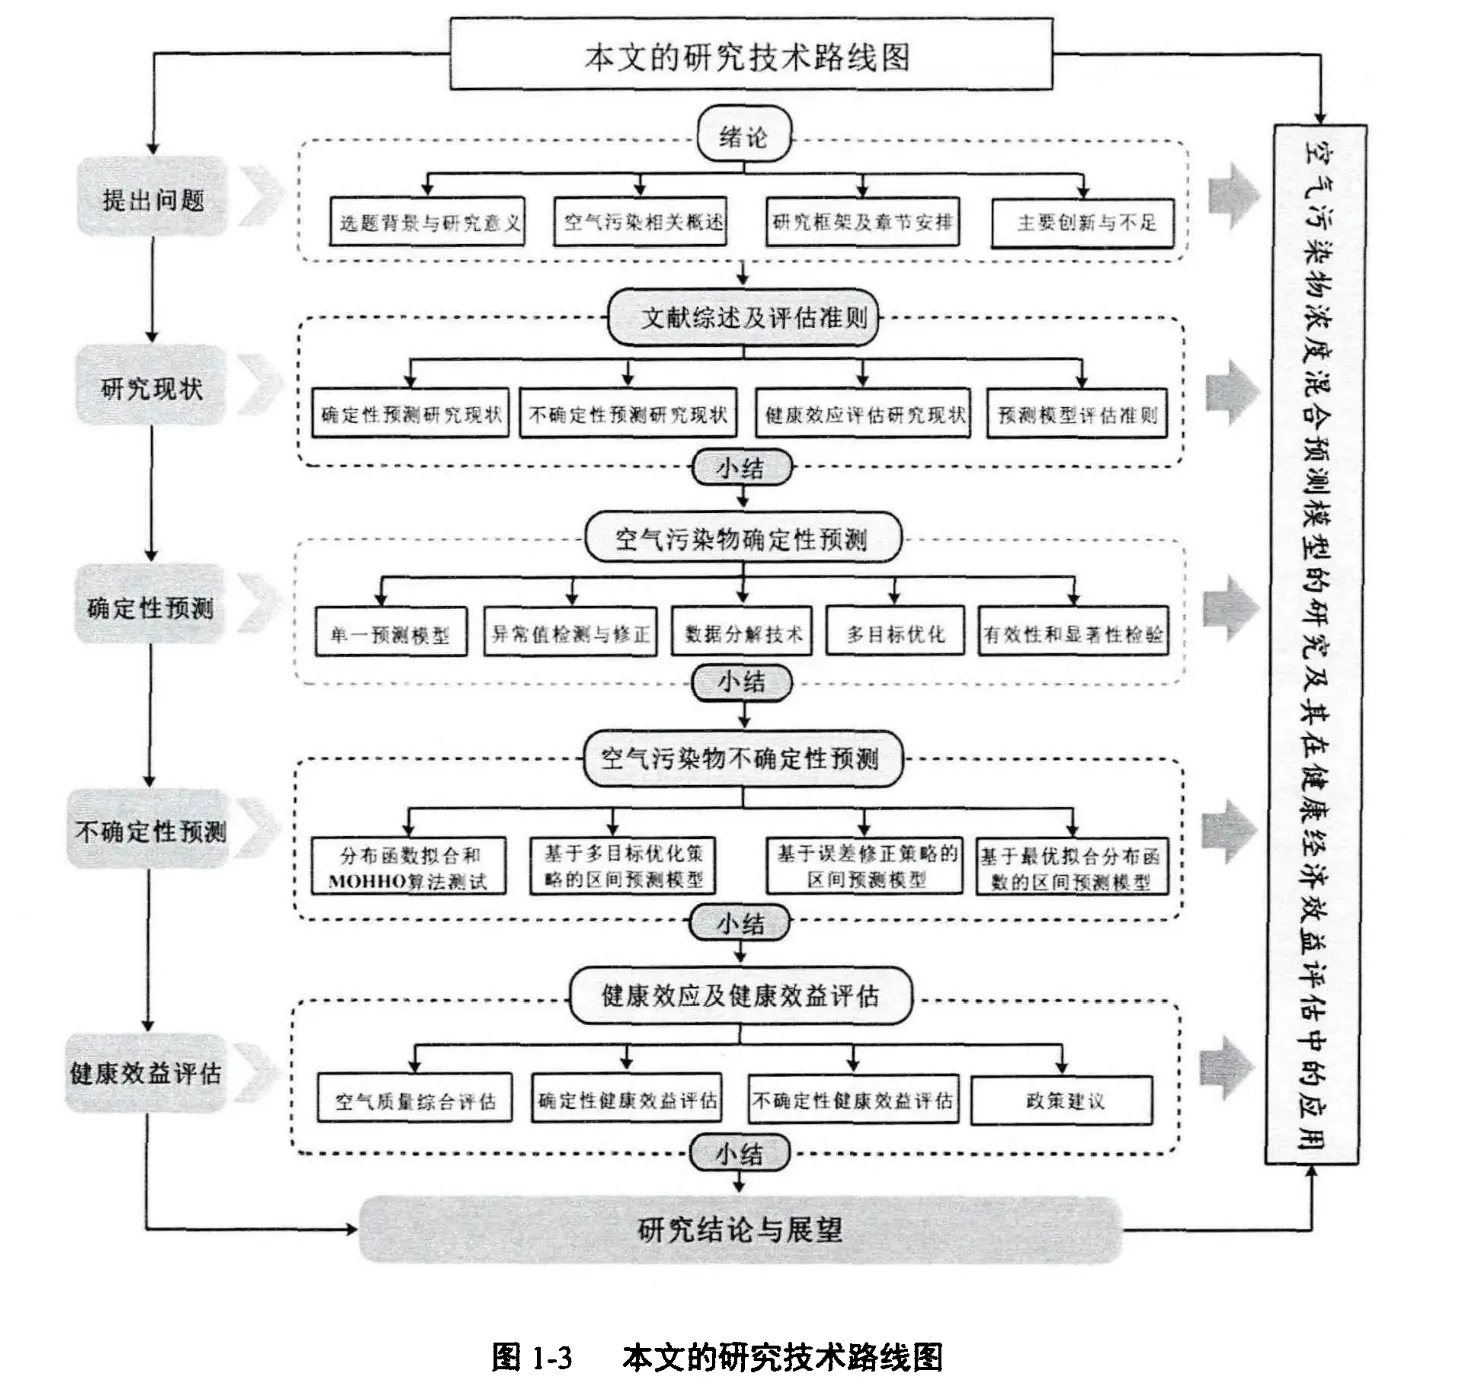 本文的研究技术路线图
绪论
提出问题
选题背景与研究意义
空气污染相关概述
研究框架及章节安排
主要创新与不足
文献综述及评估准则
研究现状
确定性预测研究现状
不确定性预测研究现状
健康效应评估研究现状
预测模型评估准则
小结
空气污染物确定性预测
确定性预测
单一预测模型
异常值检测与修正
数据分解技术
多目标优化
有效性和显著性检验
小结
空气污染物不确定性预测
不确定性预测
分布函数拟合和
MOHHO算法测试
基于多目标优化策
略的区间预测模型
基于误差修正策略的
区间预测模型
基于最优拟合分布函
数的区间预测模型
小结
健康效应及健康效益评估
健康效益评估
空气质量综合评估
确定性健康效益评估
不确定性健康效益评估
政策建议
小结
研究结论与展望
空气污染物浓度混合预测模型的研究及其在健康经济效益评估中的应用
图 1-3 本文的研究技术路线图